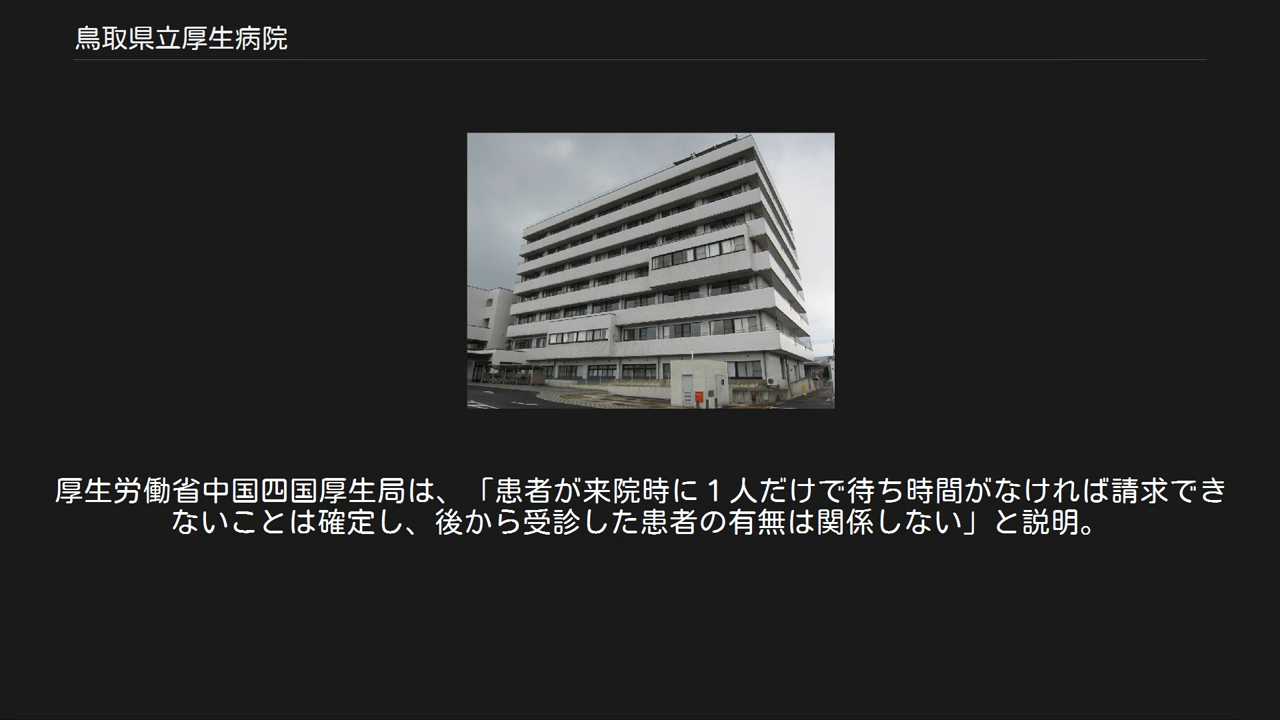 鳥取県立厚生病院
厚生労働省中国四国厚生局は、「患者が来院時に１人だけで待ち時間がなければ請求でき
ないことは確定し、後から受診した患者の有無は関係しない」と説明。